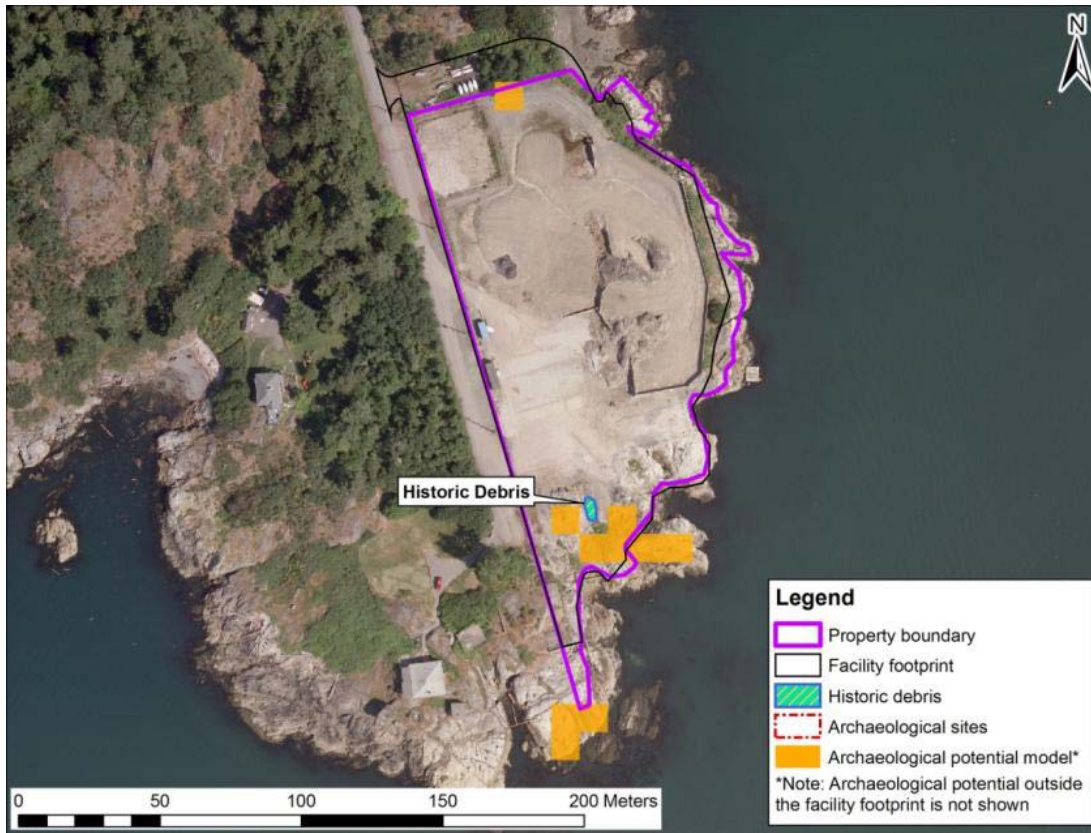 N
Historic Debris
Legend
Property boundary
Facility footprint
Historic debris
Archaeological sites
Archaeological potential model*
*Note: Archaeological potential outside
the facility footprint is not shown
0 50 100 150 200 Meters